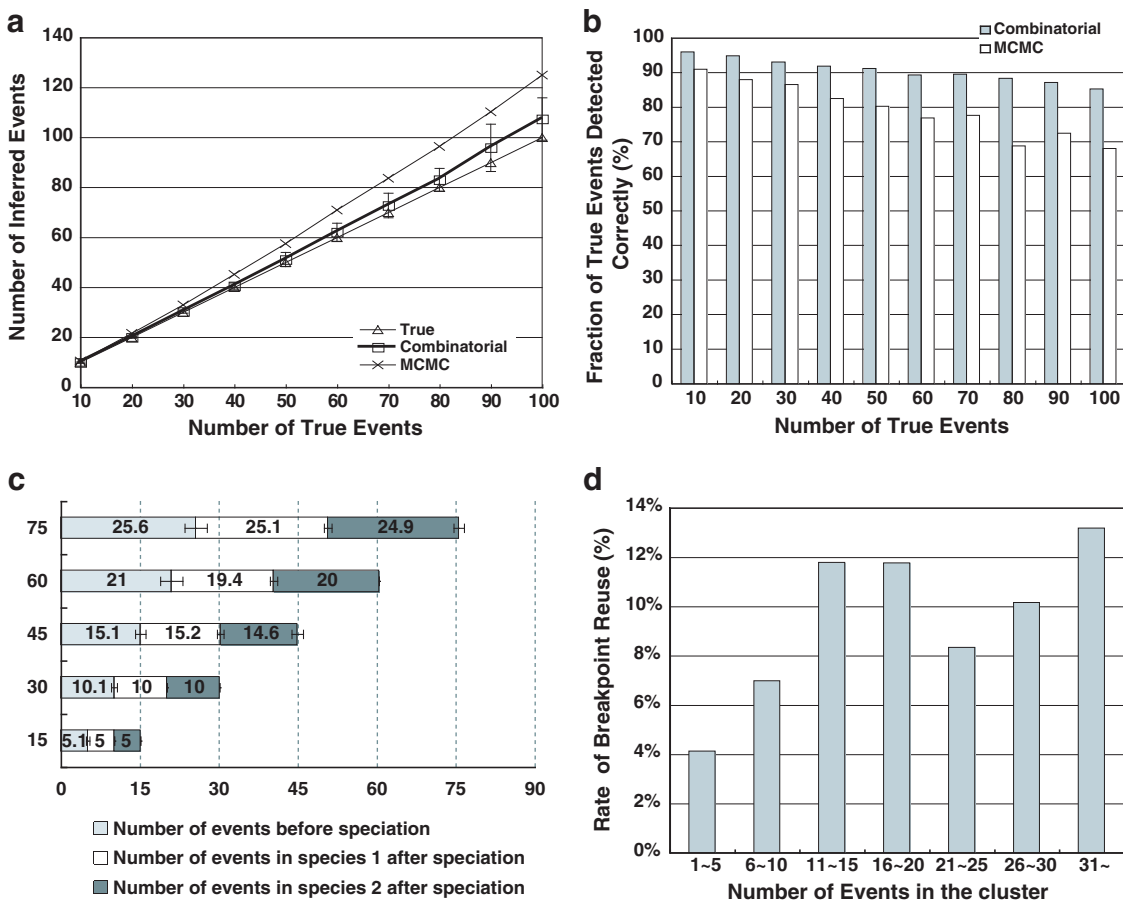 a
140
120
100
80
60
40
20
0
Number of Inferred Events
True
Combinatorial
MCMC
10 20 30 40 50 60 70 80 90 100
Number of True Events
b
Combinatorial
MCMC
100
90
80
70
60
50
40
30
20
10
0
Fraction of True Events Detected
Correctly (%)
10 20 30 40 50 60 70 80 90 100
Number of True Events
c
75 25.6 25.1 24.9
60 21 19.4 20
45 15.1 15.2 14.6
30 10.1 10 10
15 5.1 5 5
0 15 30 45 60 75 90
Number of events before speciation
Number of events in species 1 after speciation
Number of events in species 2 after speciation
d
14%
12%
10%
8%
6%
4%
2%
0%
Rate of Breakpoint Reuse (%)
1~5 6~10 11~15 16~20 21~25 26~30 31~
Number of Events in the cluster